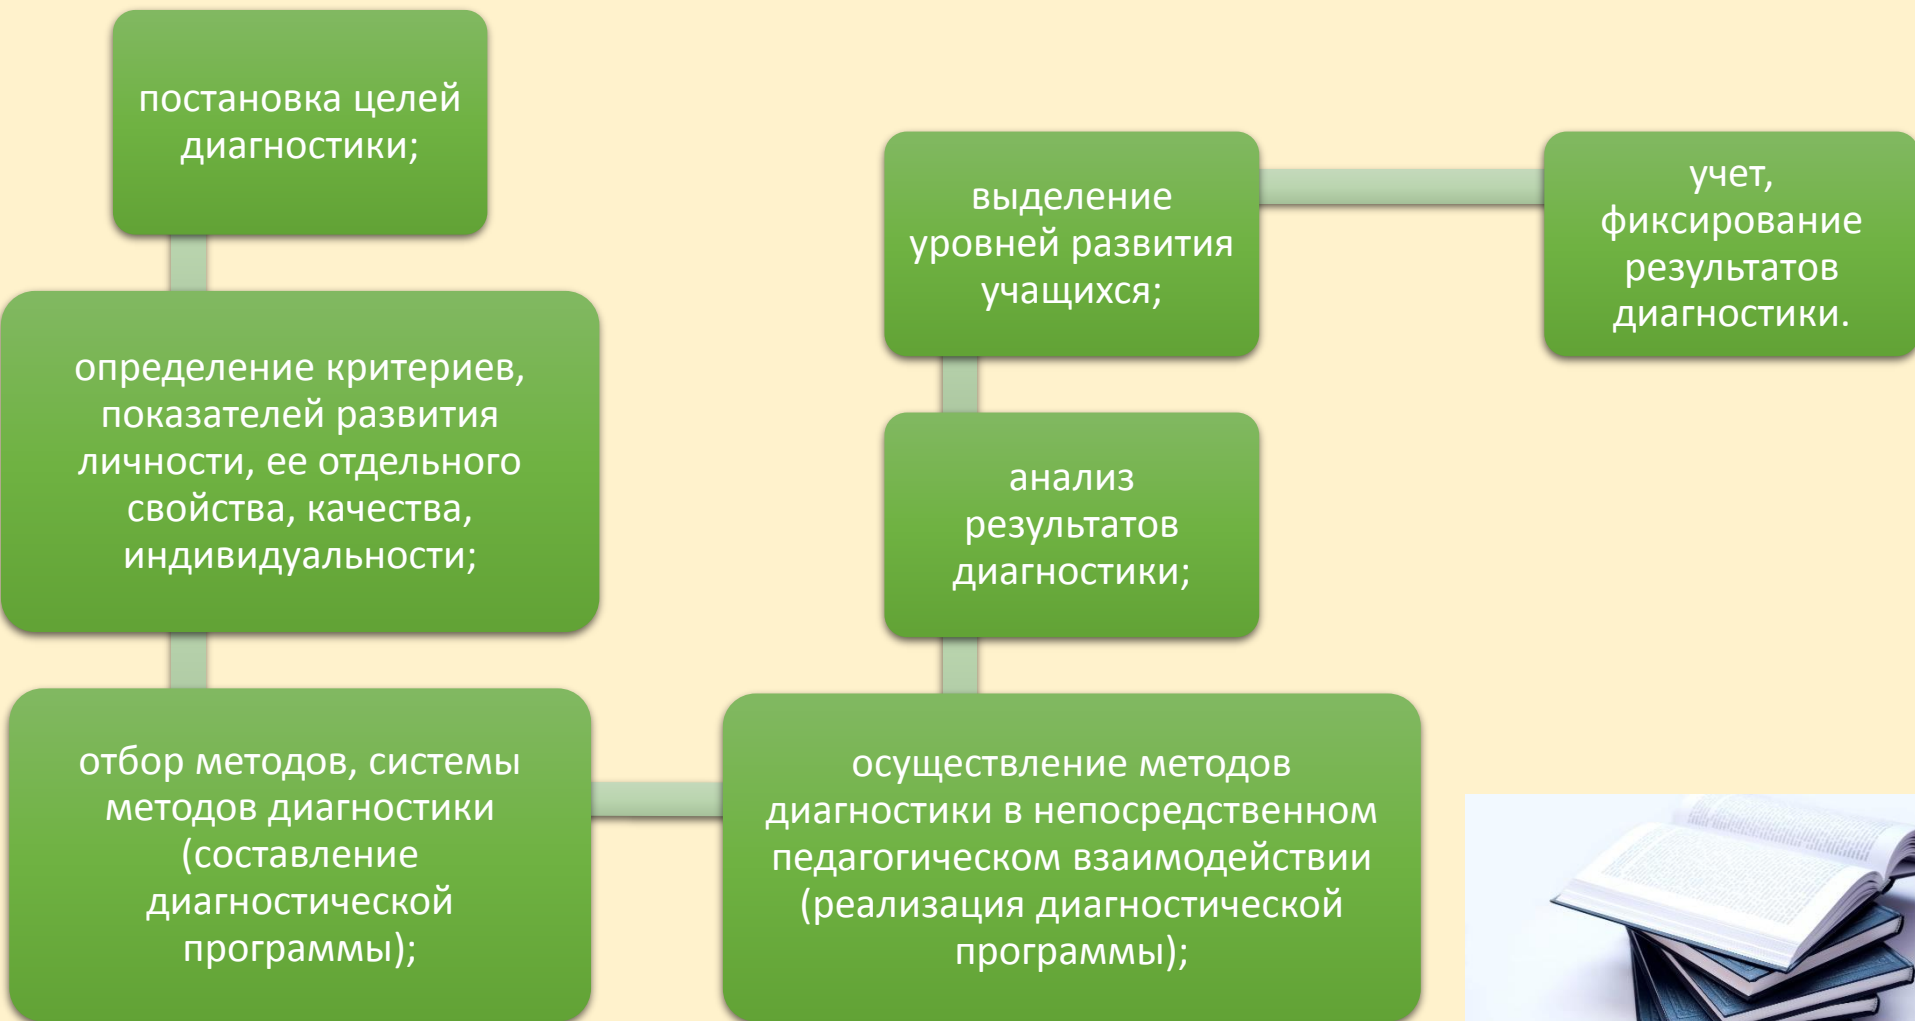 постановка целей
диагностики;
определение критериев,
показателей развития
личности, ее отдельного
свойства, качества,
индивидуальности;
отбор методов, системы
методов диагностики
(составление
диагностической
программы);
осуществление методов
диагностики в непосредственном
педагогическом взаимодействии
(реализация диагностической
программы);
анализ
результатов
диагностики;
выделение
уровней развития
учащихся;
учет,
фиксирование
результатов
диагностики.